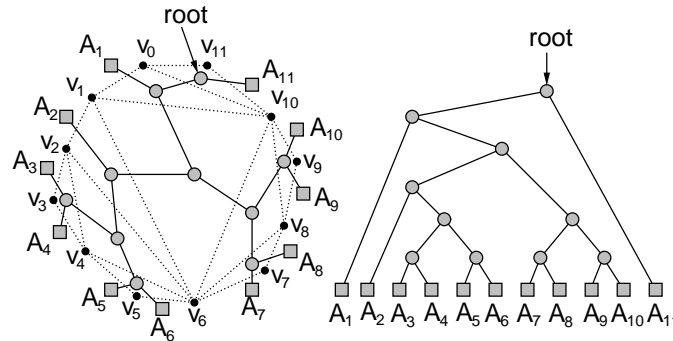 root
A₁
v₀
v₁₁
A₁₁
v₁
v₁₀
A₂
A₁₀
v₂
v₉
A₃
A₉
v₃
v₈
A₄
v₄
A₈
v₇
A₅
v₅
A₆
v₆
A₇
root
A₁ A₂ A₃ A₄ A₅ A₆ A₇ A₈ A₉ A₁₀ A₁₁